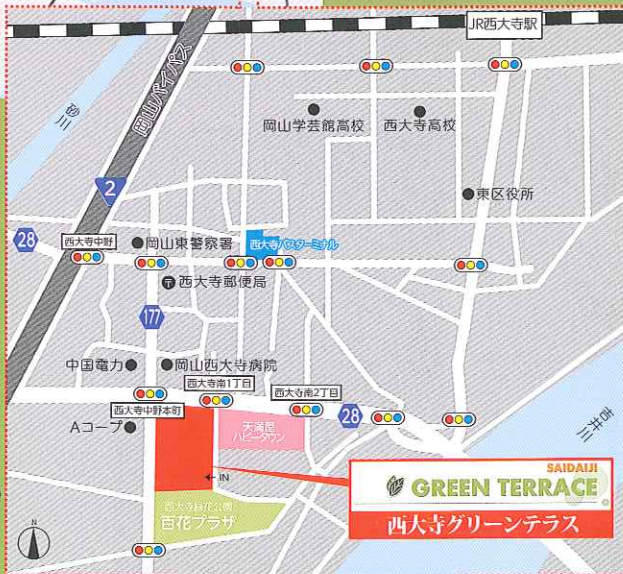 JR西大寺駅
砂川
岡山バイパス
岡山学芸館高校
西大寺高校
2
東区役所
28
西大寺中野
岡山東警察署
西大寺バスターミナル
〒西大寺郵便局
177
中国電力
岡山西大寺病院
西大寺南1丁目
西大寺南2丁目
西大寺中野本町
28
Aコープ
天満屋
ハピータウン
吉井川
←IN
SAIDAIJI
GREEN TERRACE
西大寺グリーンテラス
西大寺緑花公園
百花プラザ
N